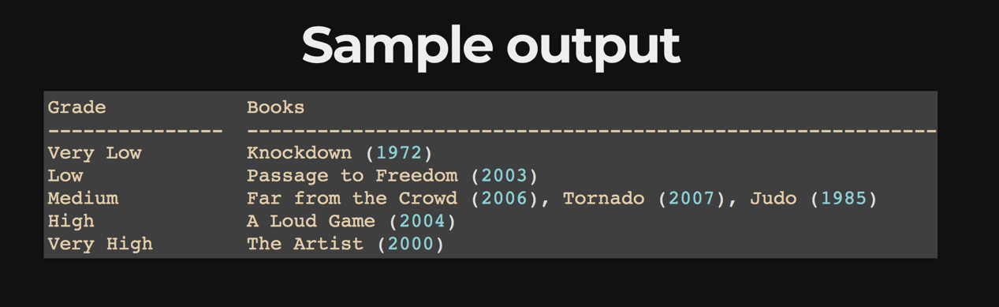 Sample output
Grade Books
--------------- -----------------------------------------------------------
Very Low Knockdown (1972)
Low Passage to Freedom (2003)
Medium Far from the Crowd (2006), Tornado (2007), Judo (1985)
High A Loud Game (2004)
Very High The Artist (2000)